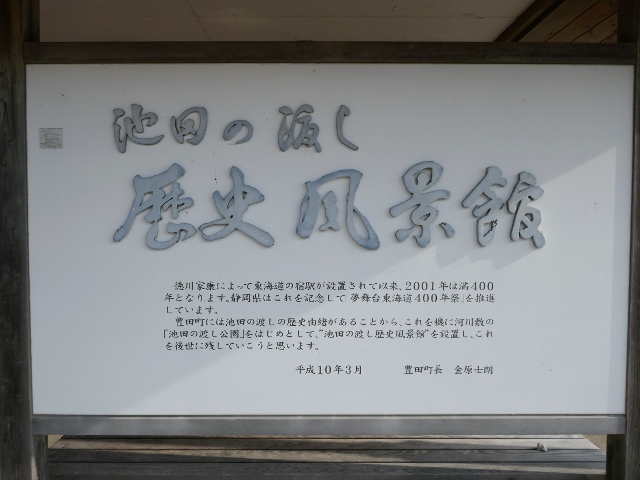 池田の渡し
歴史風景館
徳川家康によって東海道の宿駅が設置されて以来、2001年は満400
年となります。静岡県はこれを記念して「夢舞台東海道400年祭」を推進
しています。
豊田町には池田の渡しの歴史由緒があることから、これを機に河川敷の
「池田の渡し公園」をはじめとして、"池田の渡し歴史風景館"を設置し、これ
を後世に残していこうと思います。
平成10年3月 豊田町長 金原士朗